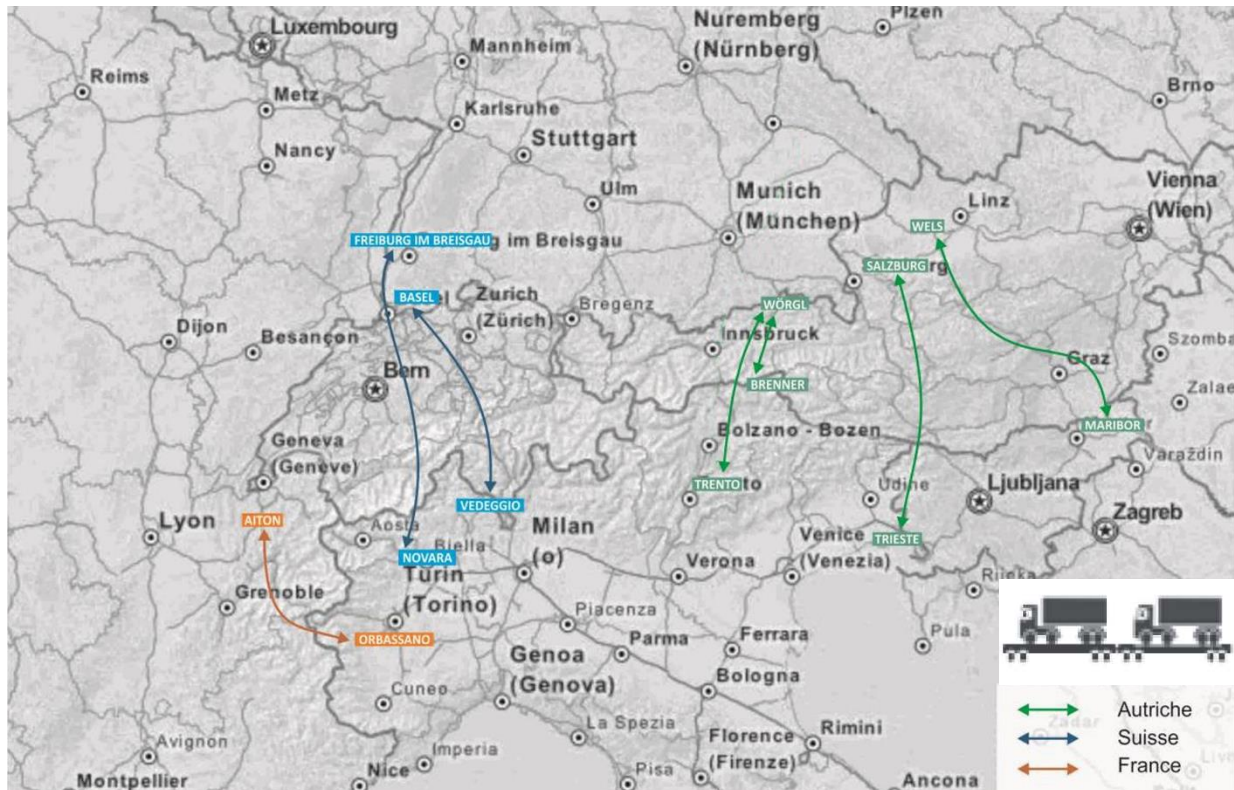 Luxembourg
Nuremberg
(Nürnberg)
Plzen
Mannheim
Reims
Metz
Karlsruhe
Brno
Nancy
Stuttgart
Ulm
Munich
(München)
Linz
Vienna
(Wien)
WELS
FREIBURG IM BREISGAU
im Breisgau
SALZBURG
BASEL
Zurich
(Zürich)
Bregenz
WÖRGL
Dijon
Besançon
Innsbruck
Szomba
Bern
Graz
BRENNER
Zalae
MARIBOR
Geneva
(Geneve)
Bolzano - Bozen
Varaždin
TRENTO
Udine
Ljubljana
VEDEGGIO
Lyon
AITON
Aosta
Milan
(o)
Zagreb
Venice
(Venezia)
TRIESTE
Biella
NOVARA
Turin
(Torino)
Verona
Rijeka
Grenoble
Piacenza
ORBASSANO
Parma
Ferrara
Pula
Genoa
(Genova)
Bologna
Cuneo
La Spezia
Rimini
Autriche
Zadar
Suisse
Avignon
Imperia
Florence
(Firenze)
France
Montpellier
Nice
Pisa
Ancona